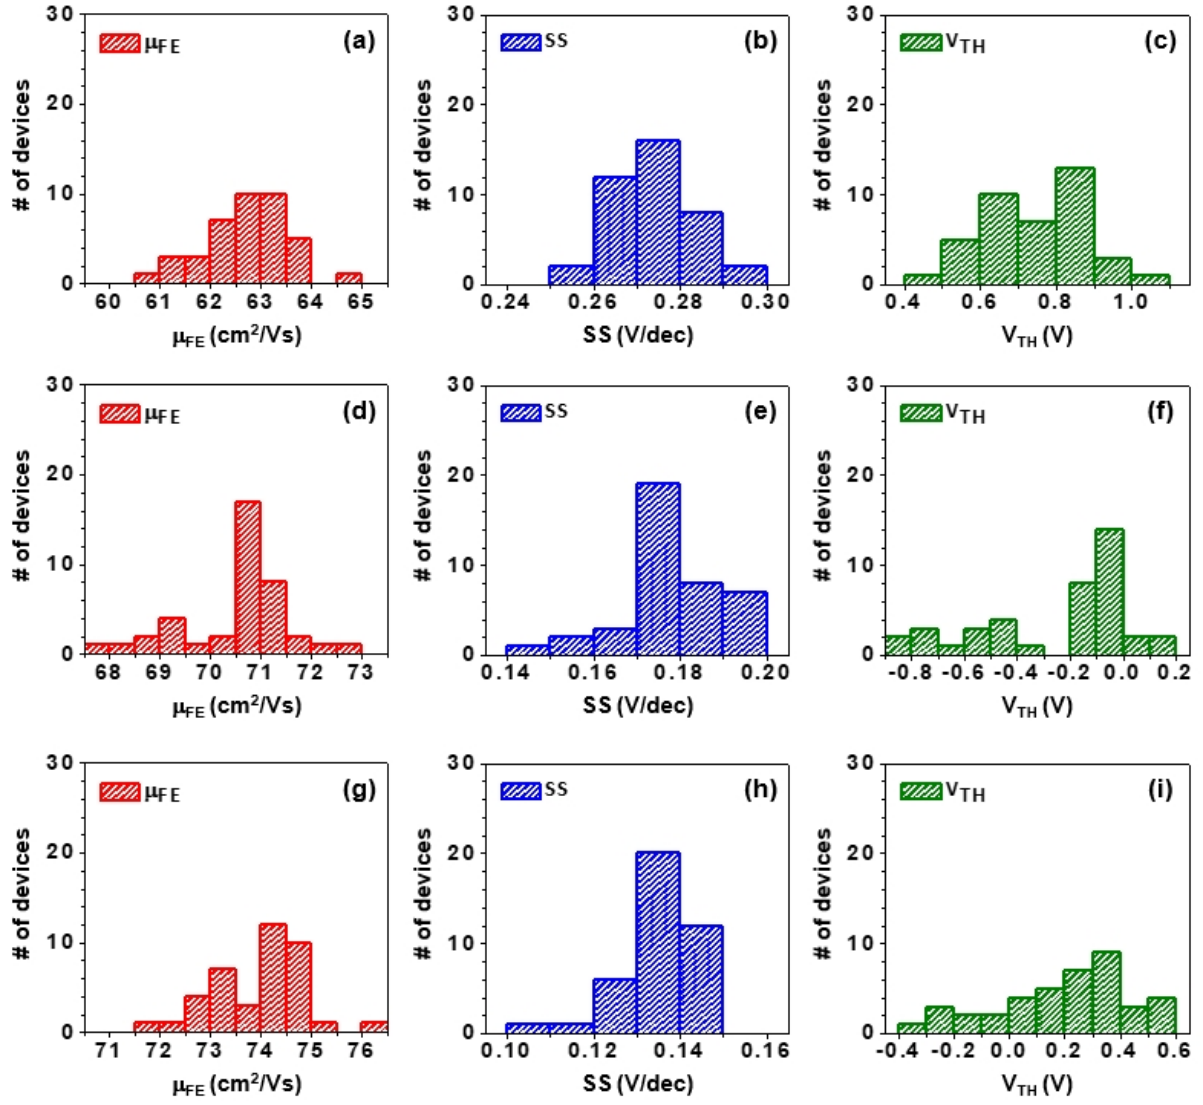 30
20
10
0
# of devices
μFE
(a)
60 61 62 63 64 65
μFE (cm²/Vs)
30
20
10
0
# of devices
SS
(b)
0.24 0.26 0.28 0.30
SS (V/dec)
30
20
10
0
# of devices
VTH
(c)
0.4 0.6 0.8 1.0
VTH (V)
30
20
10
0
# of devices
μFE
(d)
68 69 70 71 72 73
μFE (cm²/Vs)
30
20
10
0
# of devices
SS
(e)
0.14 0.16 0.18 0.20
SS (V/dec)
30
20
10
0
# of devices
VTH
(f)
-0.8 -0.6 -0.4 -0.2 0.0 0.2
VTH (V)
30
20
10
0
# of devices
μFE
(g)
71 72 73 74 75 76
μFE (cm²/Vs)
30
20
10
0
# of devices
SS
(h)
0.10 0.12 0.14 0.16
SS (V/dec)
30
20
10
0
# of devices
VTH
(i)
-0.4 -0.2 0.0 0.2 0.4 0.6
VTH (V)